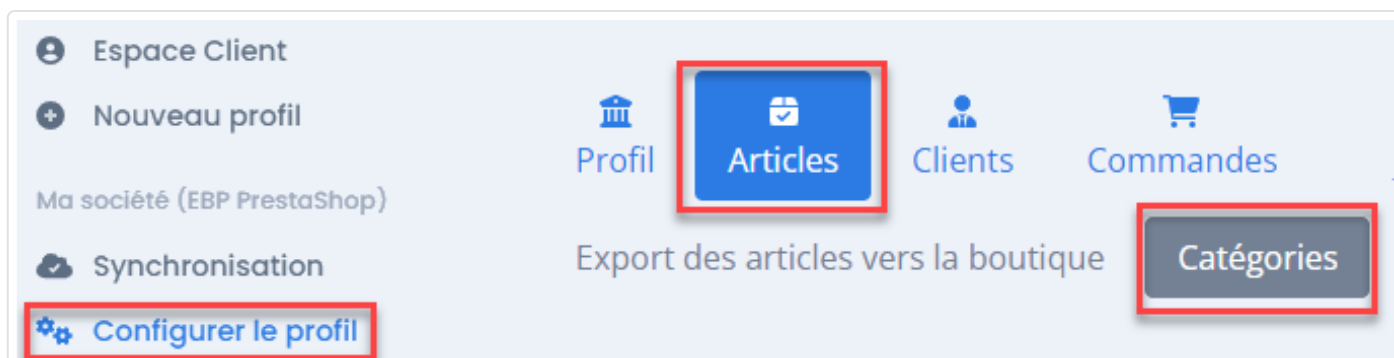 Espace Client
Nouveau profil
Ma société (EBP PrestaShop)
Synchronisation
Configurer le profil
Profil Articles Clients Commandes
Export des articles vers la boutique Catégories